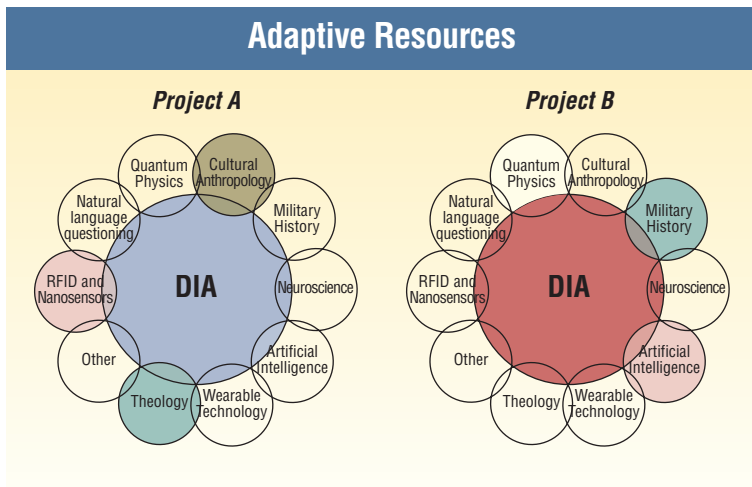 Adaptive Resources
Project A
Quantum
Physics
Cultural
Anthropology
Natural
language
questioning
Military
History
RFID and
Nanosensors
DIA
Neuroscience
Other
Artificial
Intelligence
Theology
Wearable
Technology
Project B
Quantum
Physics
Cultural
Anthropology
Natural
language
questioning
Military
History
RFID and
Nanosensors
DIA
Neuroscience
Other
Artificial
Intelligence
Theology
Wearable
Technology